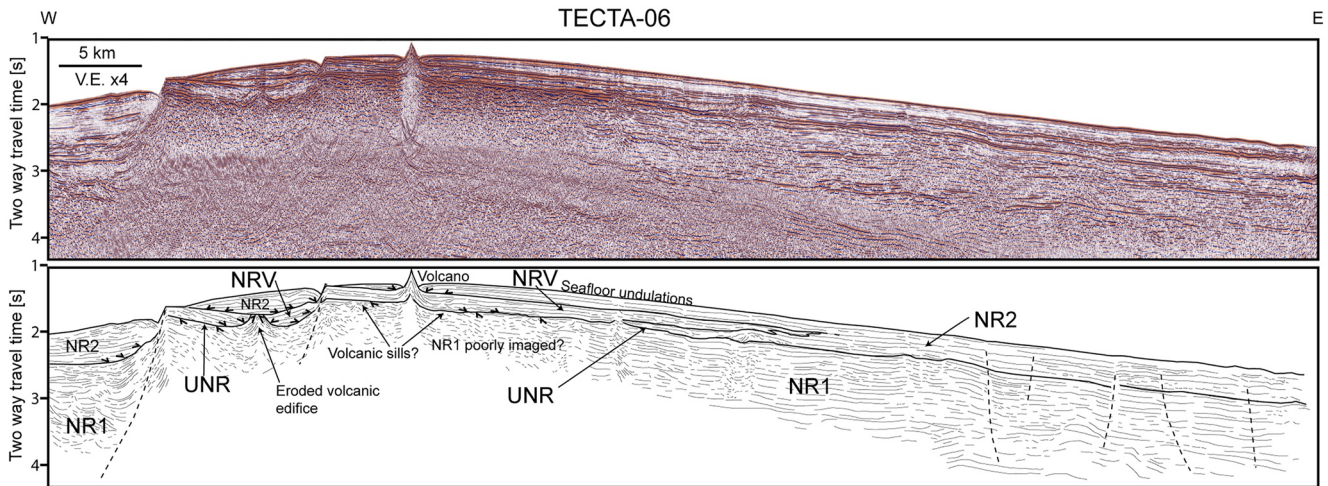 TECTA-06
W
E
5 km
V.E. x4
Two way travel time [s]
1
2
3
4
Two way travel time [s]
1
2
3
4
NRV
Volcano
NRV
Seafloor undulations
NR2
NR2
NR2
Volcanic sills?
NR1 poorly imaged?
UNR
Eroded volcanic
edifice
UNR
NR1
NR1